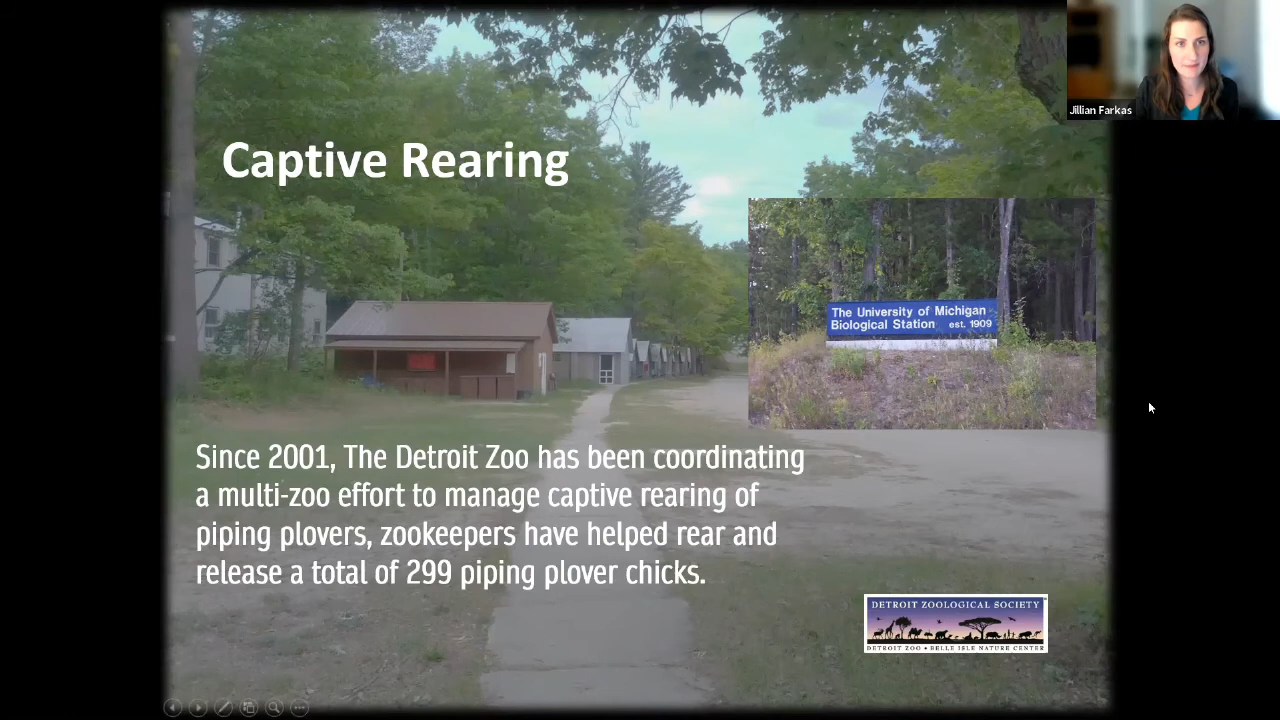 Jillian Farkas
Captive Rearing
The University of Michigan
Biological Station est. 1909
Since 2001, The Detroit Zoo has been coordinating
a multi-zoo effort to manage captive rearing of
piping plovers, zookeepers have helped rear and
release a total of 299 piping plover chicks.
DETROIT ZOOLOGICAL SOCIETY
DETROIT ZOO • BELLE ISLE NATURE CENTER